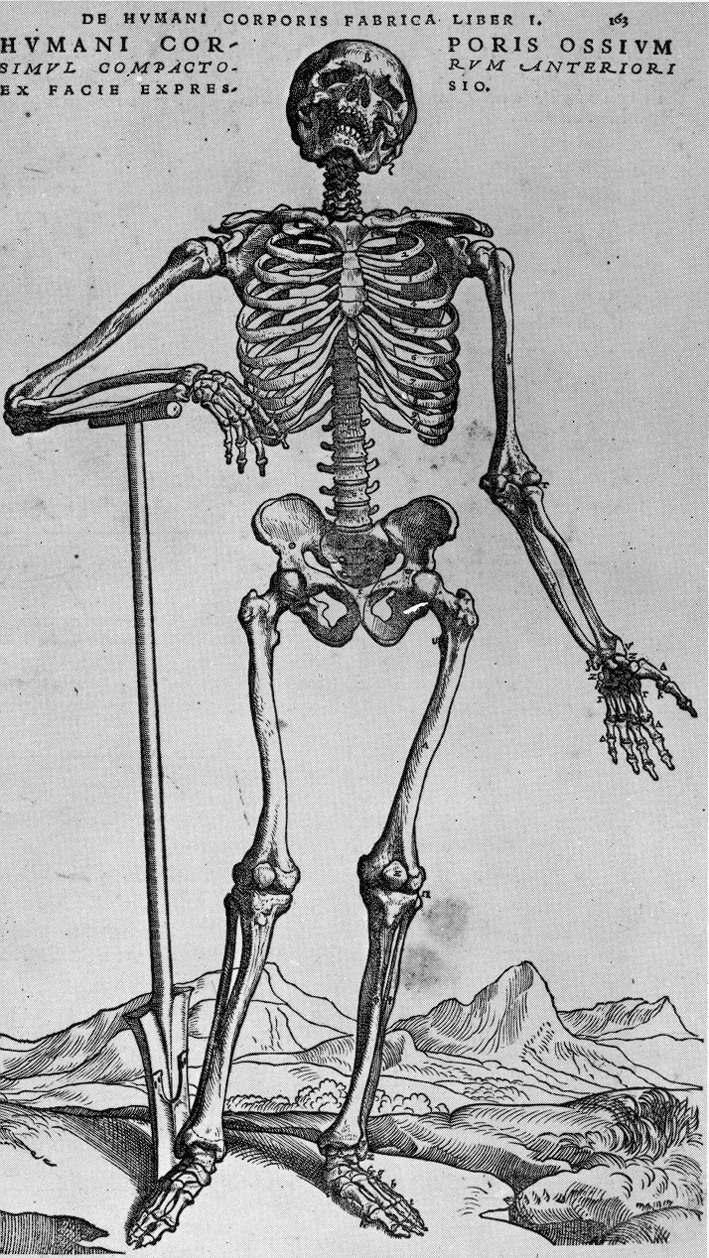 DE HVMANI CORPORIS FABRICA LIBER I. 163
HVMANI COR- PORIS OSSIVM
SIMVL COMPACTO- RVM ANTERIORI
EX FACIE EXPRES- SIO.